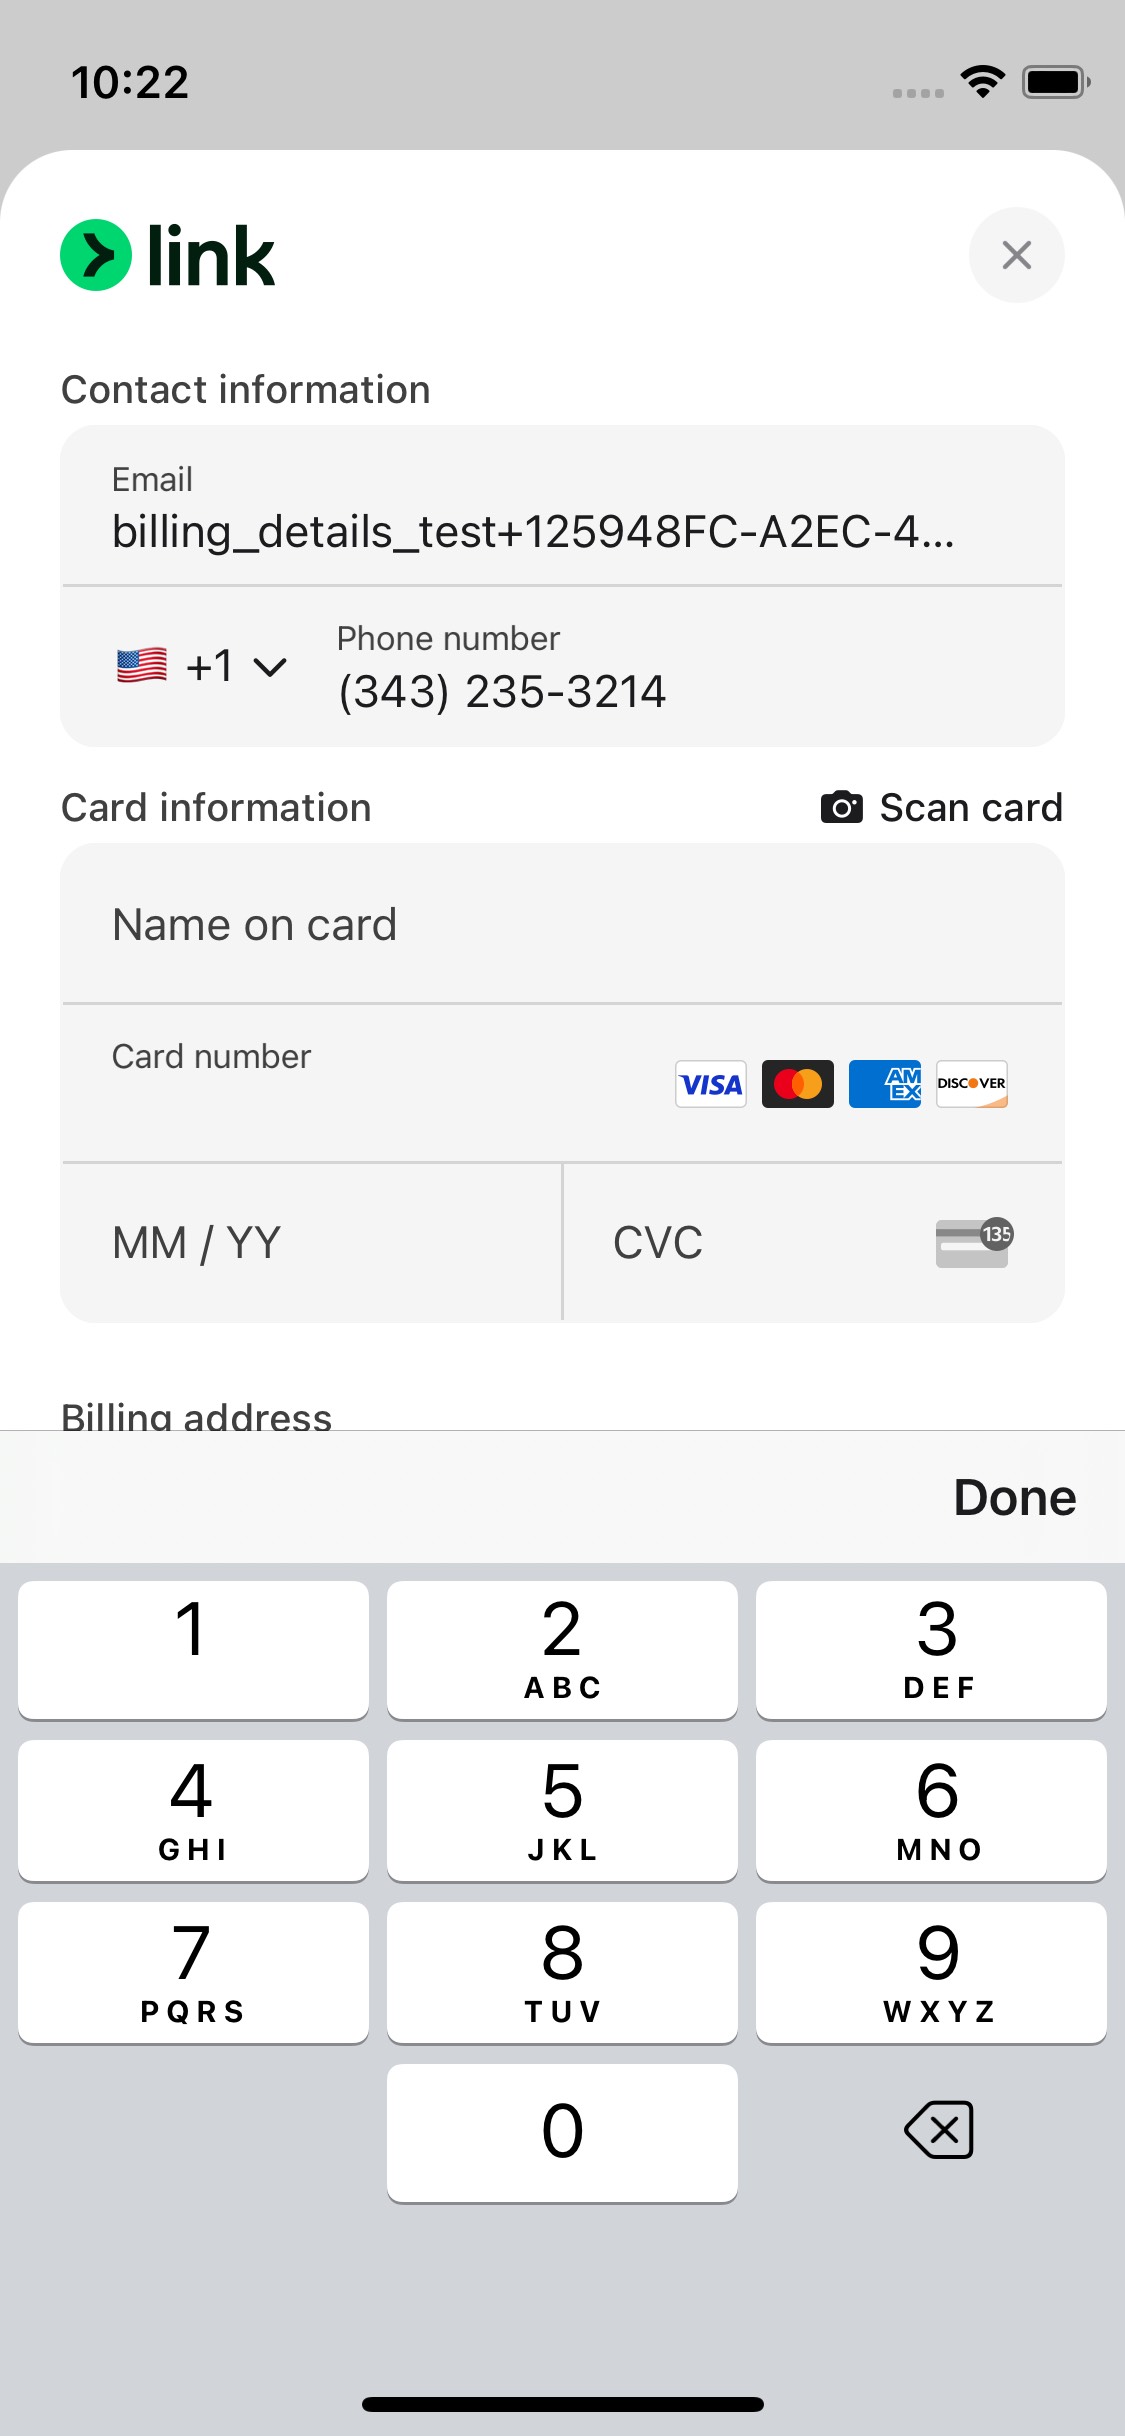 10:22
link
Contact information
Email
billing_details_test+125948FC-A2EC-4...
+1
Phone number
(343) 235-3214
Card information
Scan card
Name on card
Card number
VISA
AM
EX
DISCOVER
MM / YY
CVC
135
Billing address
Done
1
2
ABC
3
DEF
4
GHI
5
JKL
6
MNO
7
PQRS
8
TUV
9
WXYZ
0